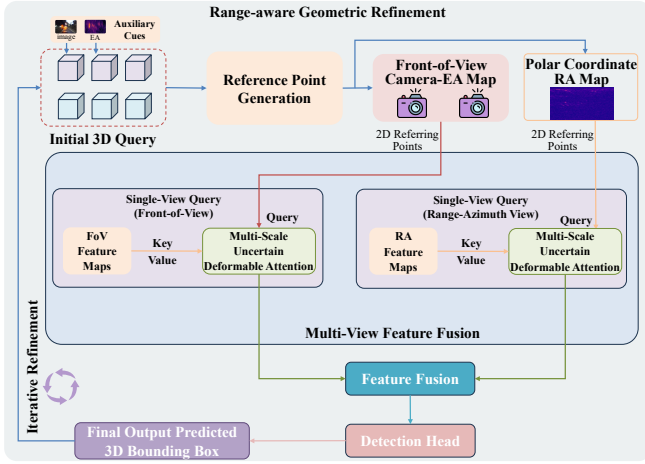 Range-aware Geometric Refinement
Auxiliary
Cues
image
EA
Initial 3D Query
Reference Point
Generation
Front-of-View
Camera-EA Map
Polar Coordinate
RA Map
2D Referring
Points
2D Referring
Points
Single-View Query
(Front-of-View)
Query
FoV
Feature
Maps
Key
Value
Multi-Scale
Uncertain
Deformable Attention
Single-View Query
(Range-Azimuth View)
Query
RA
Feature
Maps
Key
Value
Multi-Scale
Uncertain
Deformable Attention
Multi-View Feature Fusion
Iterative Refinement
Feature Fusion
Detection Head
Final Output Predicted
3D Bounding Box